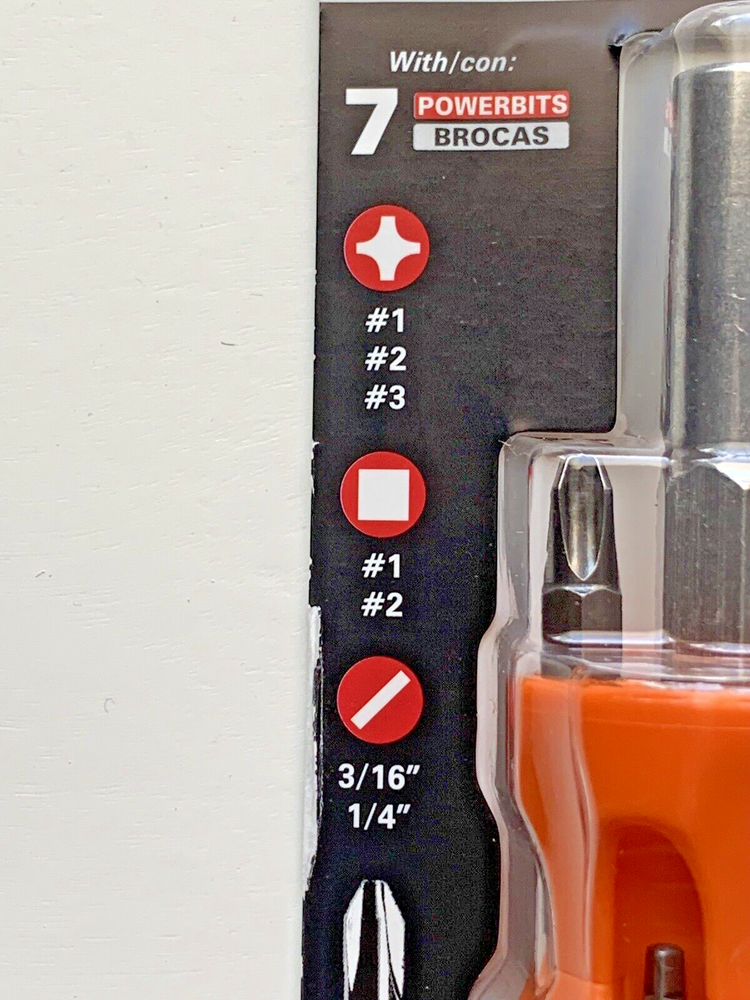 With/con:
7 POWERBITS
BROCAS
#1
#2
#3
#1
#2
3/16"
1/4"